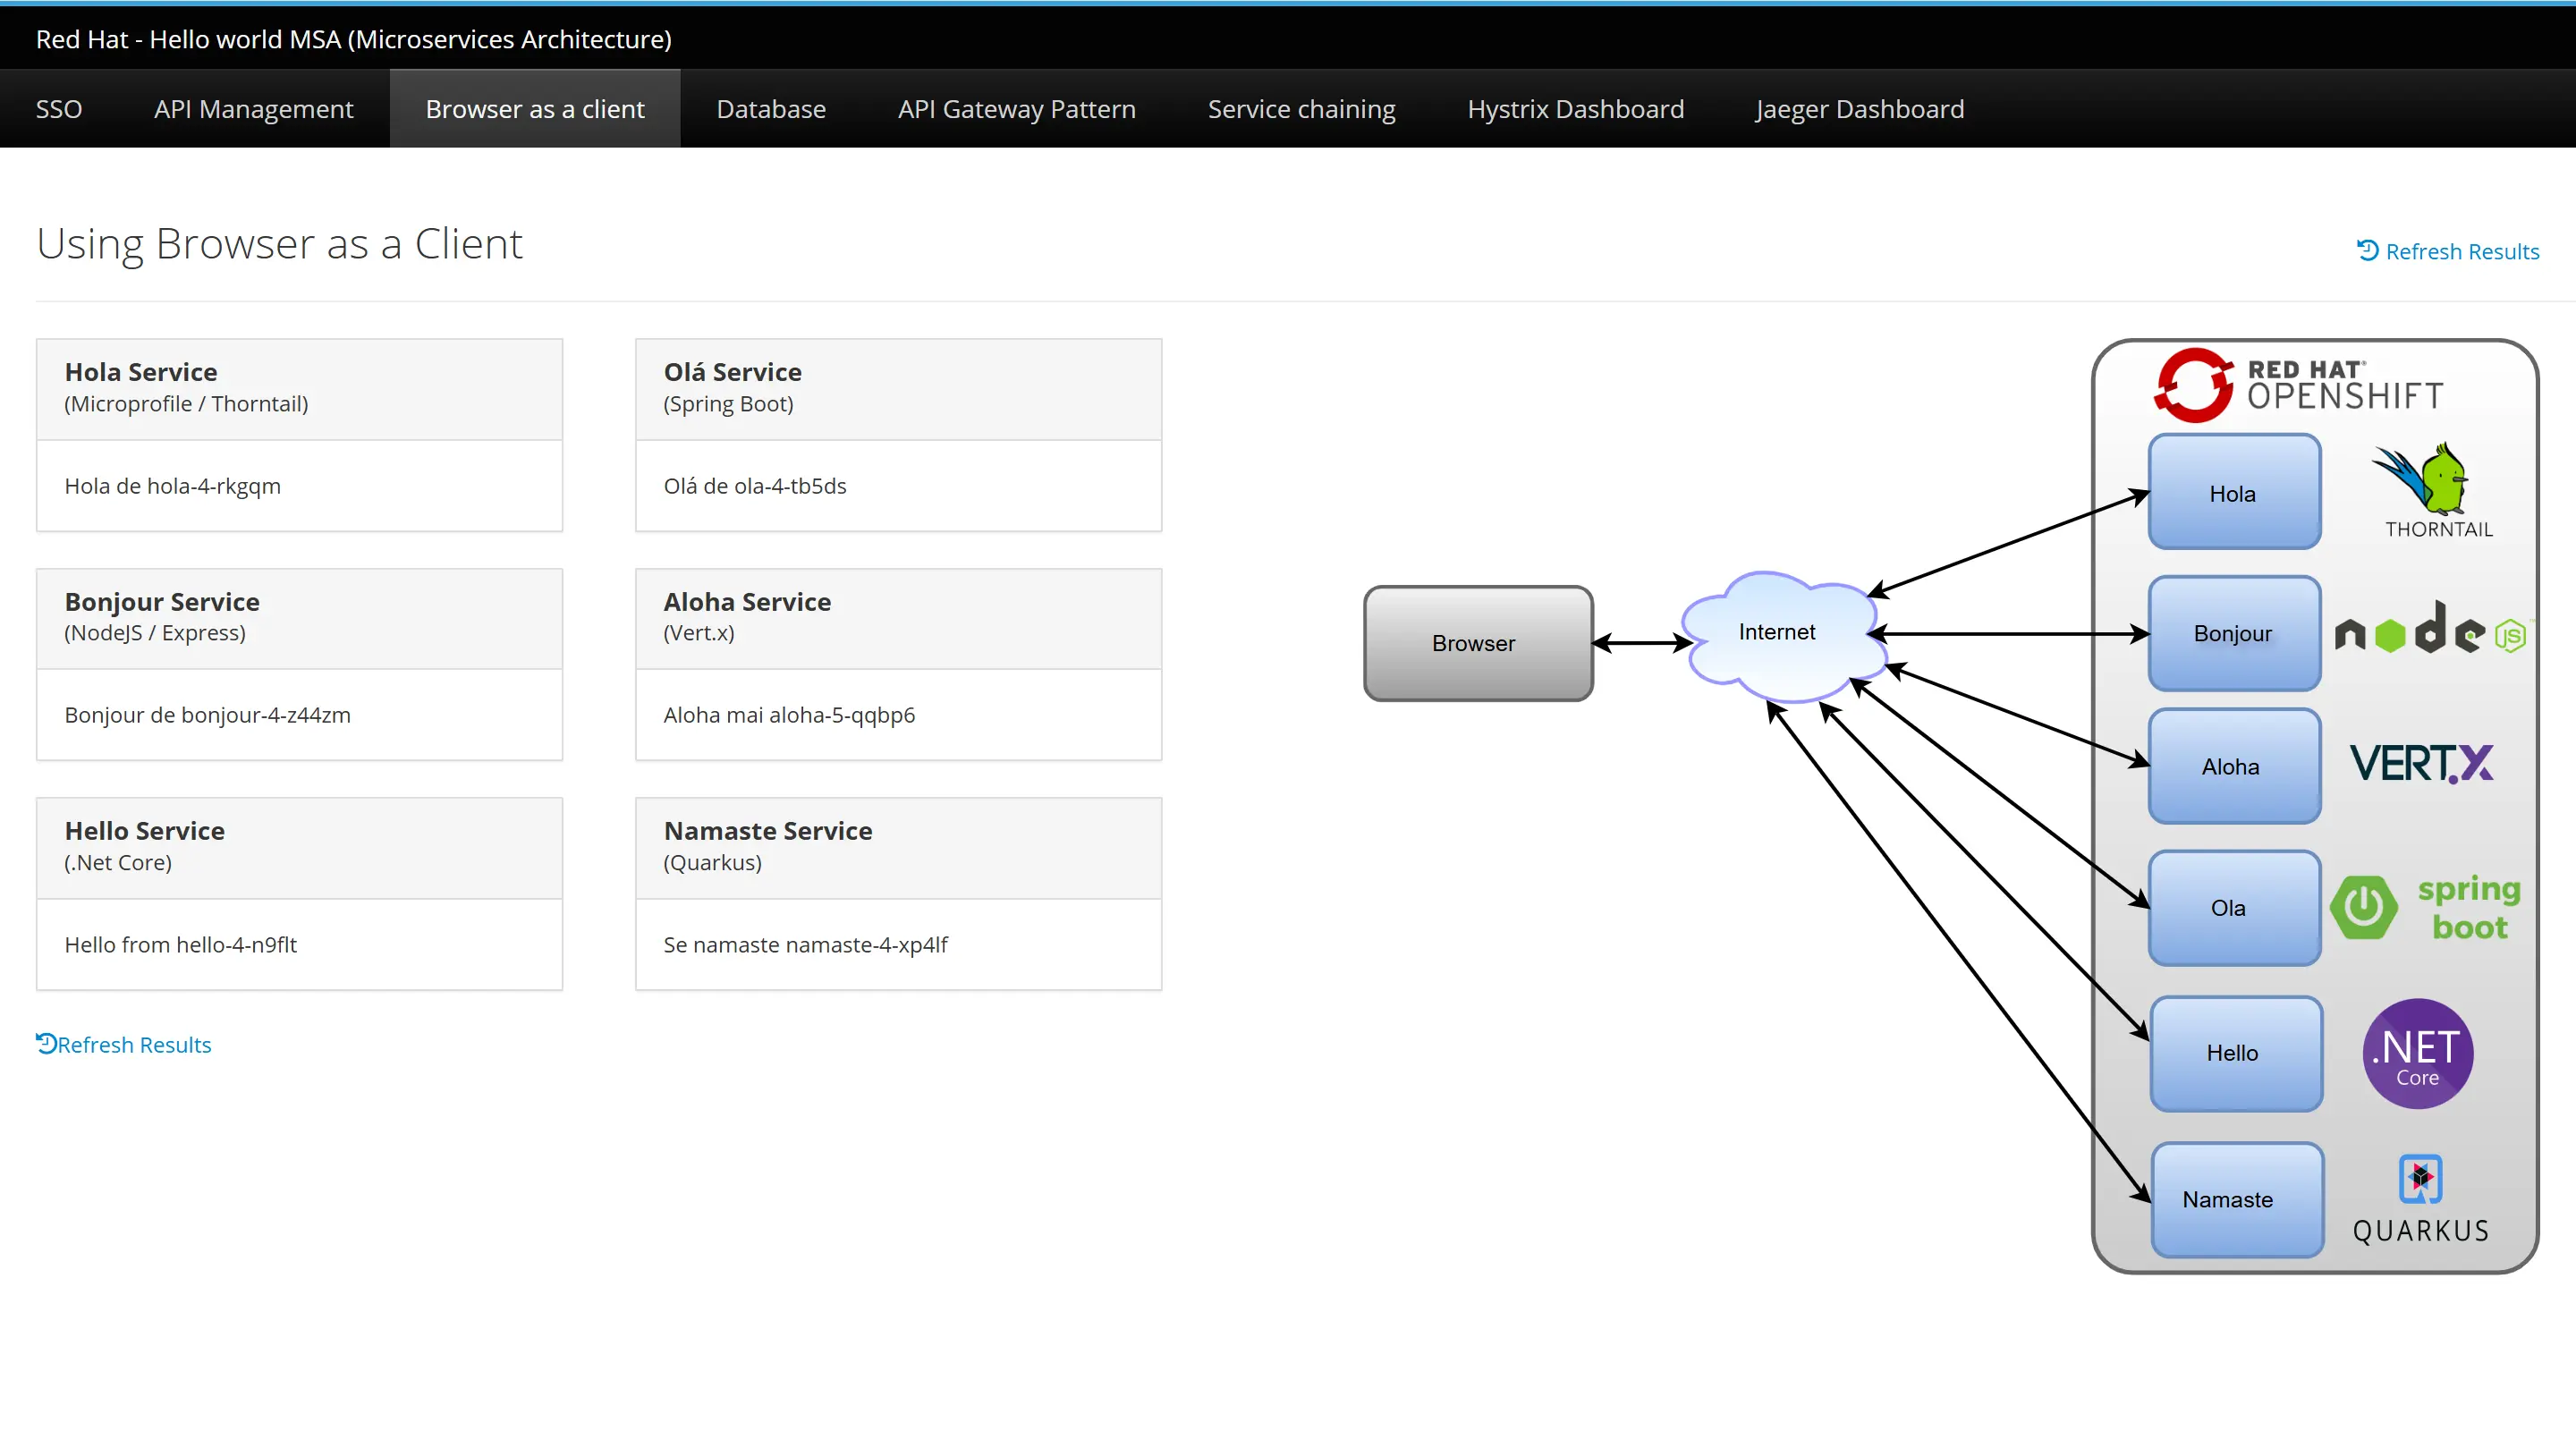 Red Hat - Hello world MSA (Microservices Architecture)
SSO API Management Browser as a client Database API Gateway Pattern Service chaining Hystrix Dashboard Jaeger Dashboard
Using Browser as a Client
Refresh Results
Hola Service
(Microprofile / Thorntail)
Hola de hola-4-rkgqm
Olá Service
(Spring Boot)
Olá de ola-4-tb5ds
Bonjour Service
(NodeJS / Express)
Bonjour de bonjour-4-z44zm
Aloha Service
(Vert.x)
Aloha mai aloha-5-qqbp6
Hello Service
(.Net Core)
Hello from hello-4-n9flt
Namaste Service
(Quarkus)
Se namaste namaste-4-xp4lf
Refresh Results
Browser
Internet
RED HAT®
OPENSHIFT
Hola
THORNTAIL
Bonjour
node JS
Aloha
VERT.X
Ola
spring
boot
Hello
.NET
Core
Namaste
QUARKUS